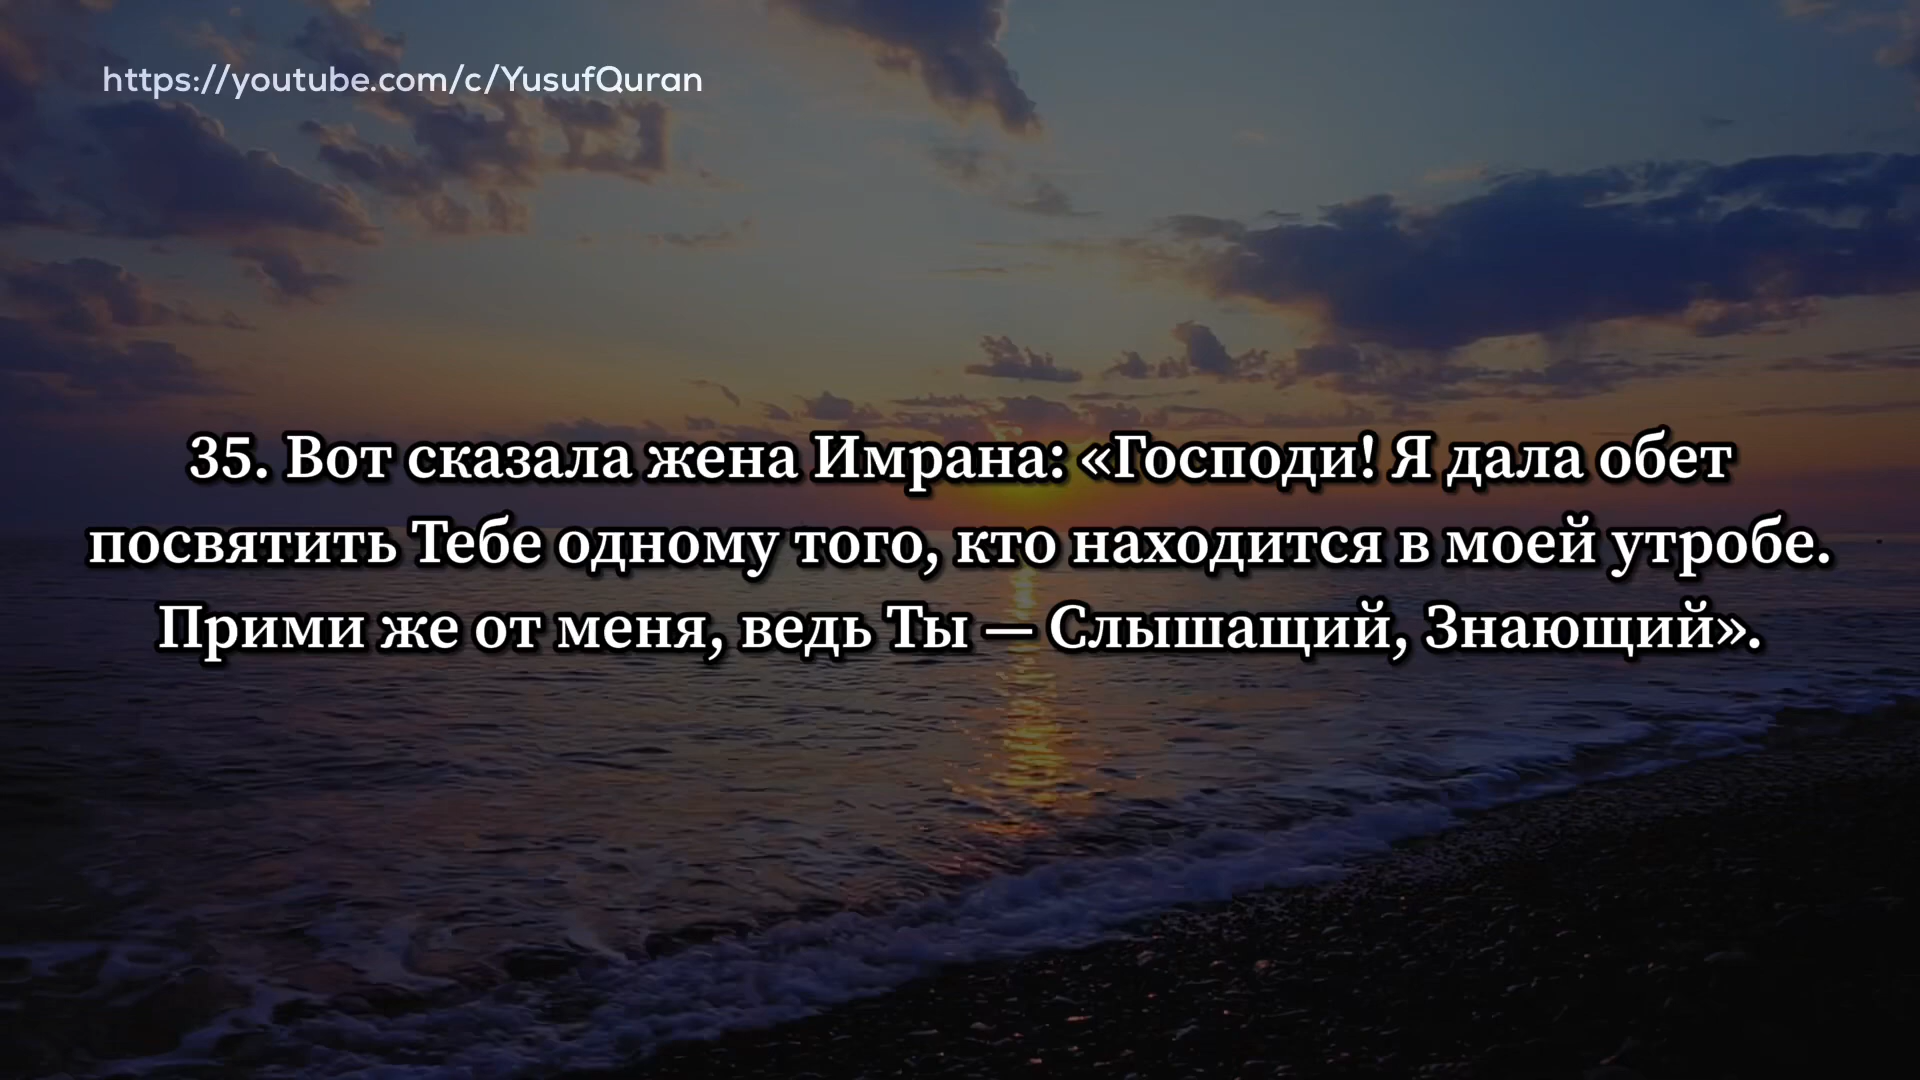 https://youtube.com/c/YusufQuran
35. Вот сказала жена Имрана: «Господи! Я дала обет
посвятить Тебе одному того, кто находится в моей утробе.
Прими же от меня, ведь Ты — Слышащий, Знающий».